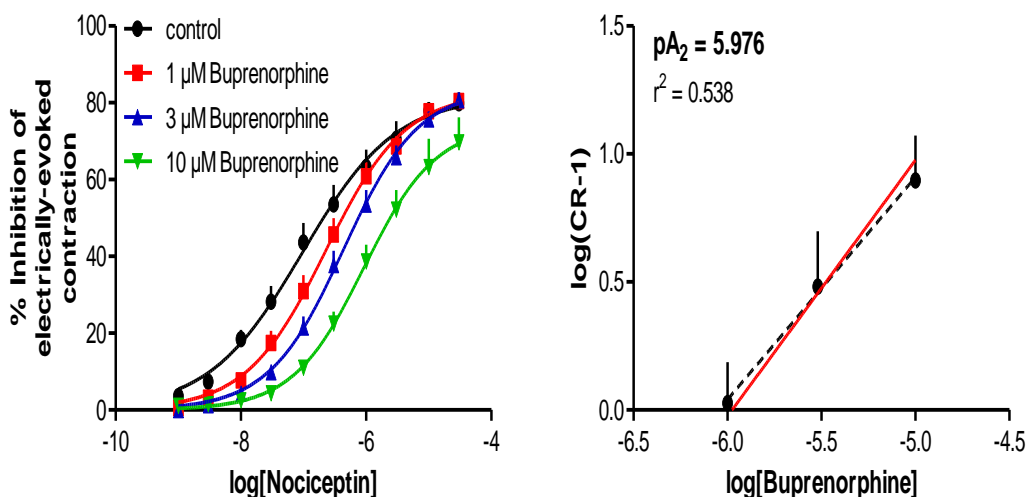 % Inhibition of
electrically-evoked
contraction
100
80
60
40
20
0
control
1 µM Buprenorphine
3 µM Buprenorphine
10 µM Buprenorphine
-10
-8
-6
-4
log[Nociceptin]
log(CR-1)
1.5
1.0
0.5
0.0
pA2 = 5.976
r2 = 0.538
-6.5
-6.0
-5.5
-5.0
-4.5
log[Buprenorphine]